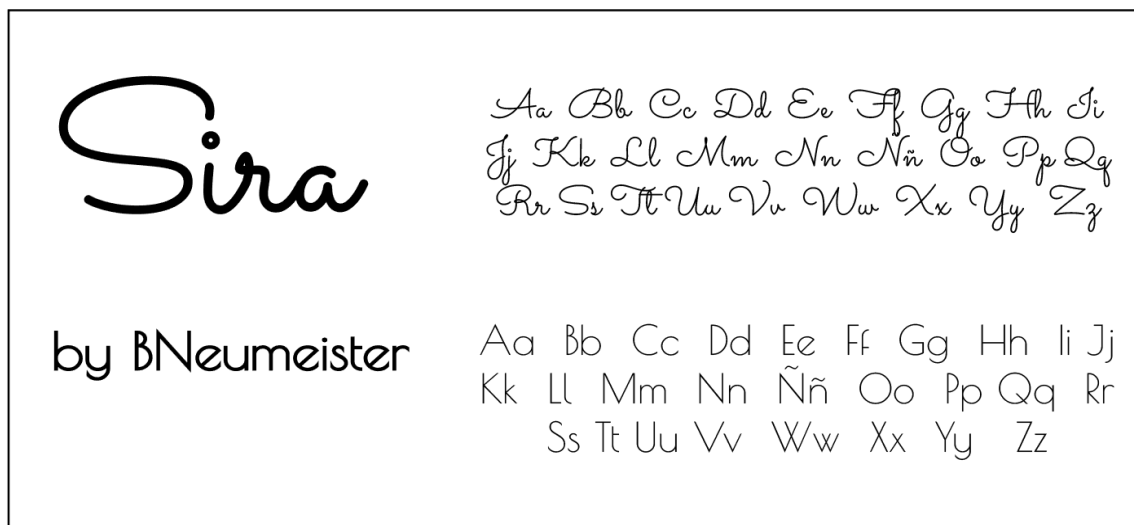 Sira
Aa Bb Cc Dd Ee Ff Gg Hh Ii
Jj Kk Ll Mm Nn Ññ Oo Pp Qq
Rr Ss Tt Uu Vv Ww Xx Yy Zz
by BNeumeister
Aa Bb Cc Dd Ee Ff Gg Hh Ii Jj
Kk Ll Mm Nn Ññ Oo Pp Qq Rr
Ss Tt Uu Vv Ww Xx Yy Zz